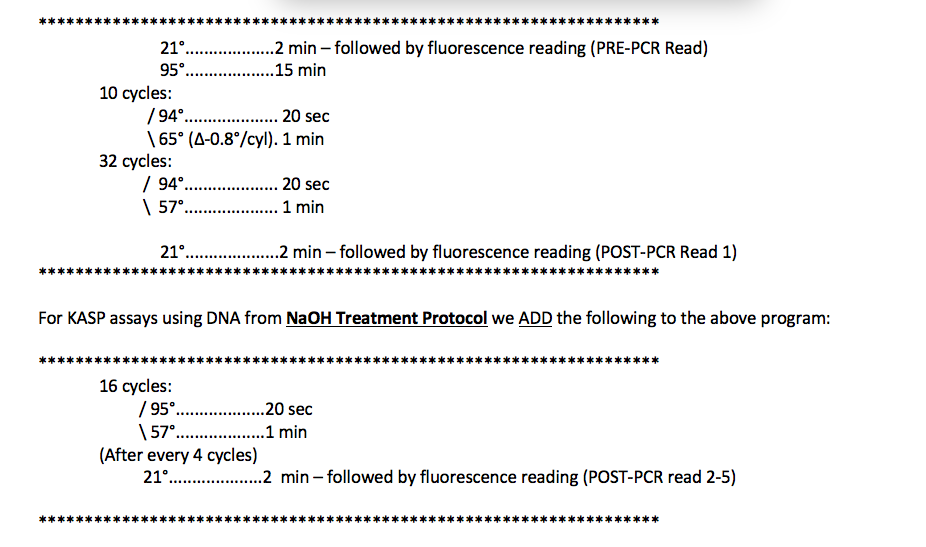 ********************************************************************
21°...................2 min – followed by fluorescence reading (PRE-PCR Read)
95°...................15 min
10 cycles:
/ 94°.................... 20 sec
\ 65° (Δ-0.8°/cyl). 1 min
32 cycles:
/ 94°.................... 20 sec
\ 57°.................... 1 min
21°....................2 min – followed by fluorescence reading (POST-PCR Read 1)
********************************************************************
For KASP assays using DNA from NaOH Treatment Protocol we ADD the following to the above program:
********************************************************************
16 cycles:
/ 95°...................20 sec
\ 57°...................1 min
(After every 4 cycles)
21°....................2 min – followed by fluorescence reading (POST-PCR read 2-5)
********************************************************************